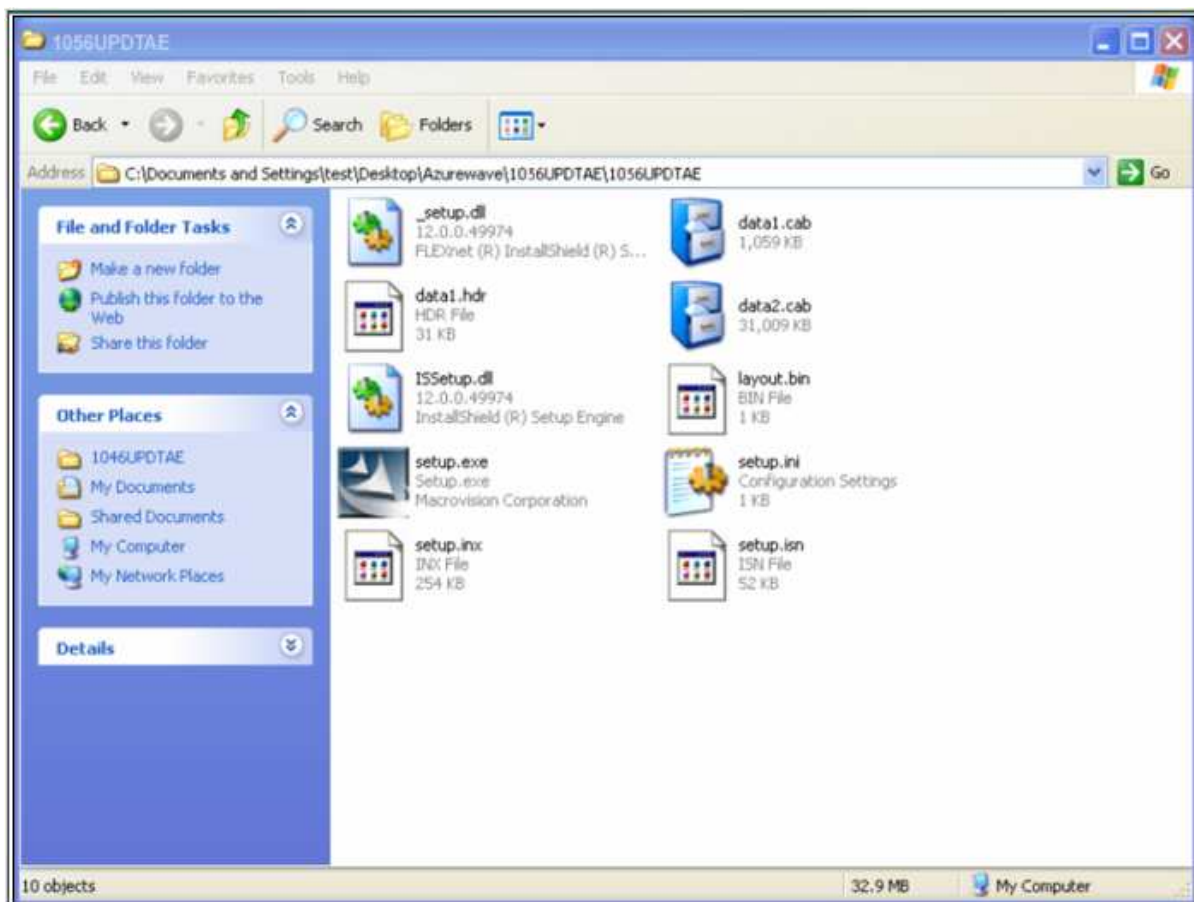 1056UPDTAE
File Edit View Favorites Tools Help
Back Search Folders
Address C:\Documents and Settings\test\Desktop\Azurewave\1056UPDTAE\1056UPDTAE Go
File and Folder Tasks
Make a new folder
Publish this folder to the
Web
Share this folder
Other Places
1046UPDTAE
My Documents
Shared Documents
My Computer
My Network Places
Details
_setup.dll
12.0.0.49974
FLEXnet (R) InstallShield (R) S...
data1.cab
1,059 KB
data1.hdr
HDR File
31 KB
data2.cab
31,009 KB
ISSetup.dll
12.0.0.49974
InstallShield (R) Setup Engine
layout.bin
BIN File
1 KB
setup.exe
Setup.exe
Macrovision Corporation
setup.ini
Configuration Settings
1 KB
setup.inx
INX File
254 KB
setup.isn
ISN File
52 KB
10 objects 32.9 MB My Computer